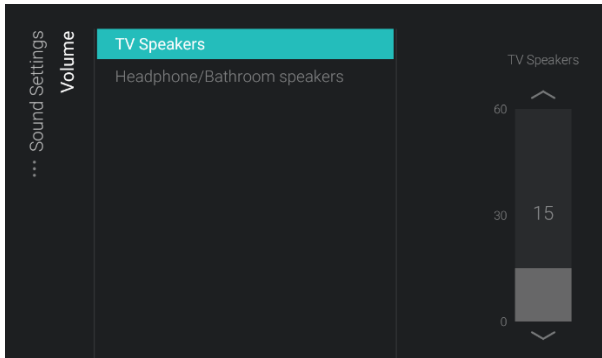 ... Sound Settings
Volume
TV Speakers
Headphone/Bathroom speakers
TV Speakers
60
30
15
0